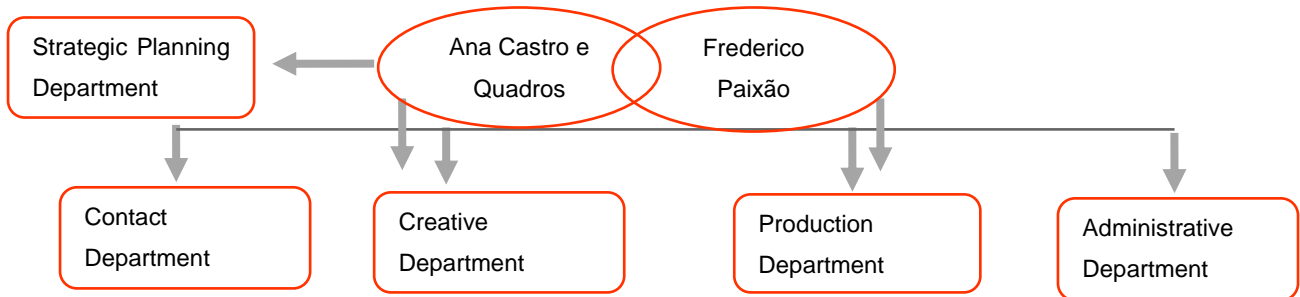 Strategic Planning
Department
Ana Castro e
Quadros
Frederico
Paixão
Contact
Department
Creative
Department
Production
Department
Administrative
Department